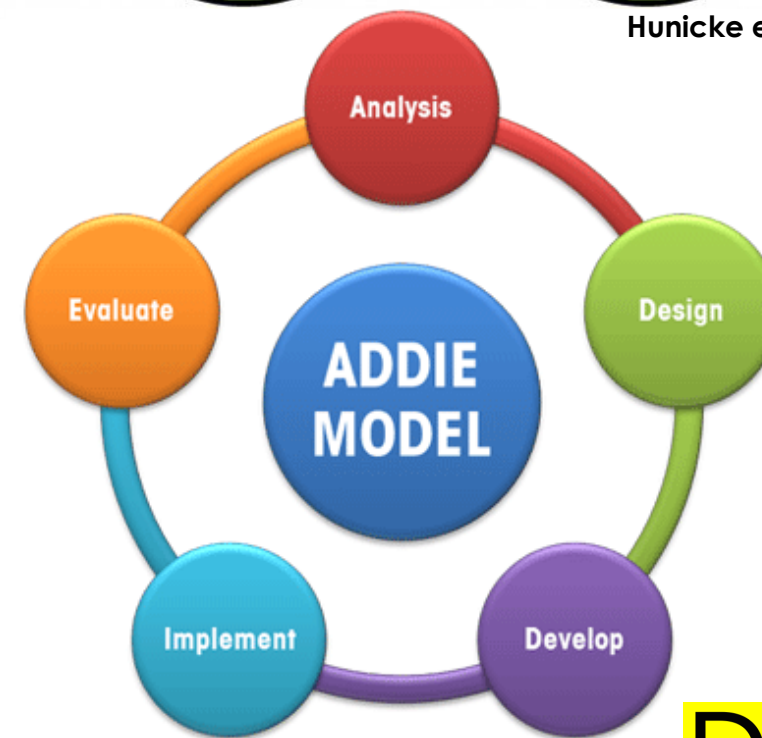 Hunicke e
Analysis
Evaluate
Design
ADDIE
MODEL
Implement
Develop
D